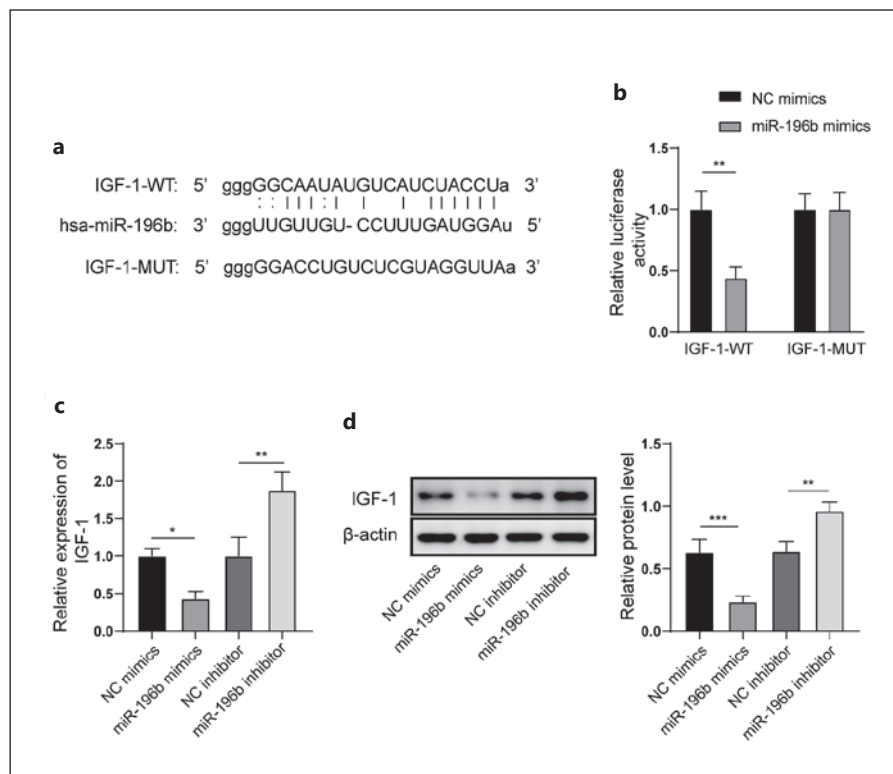 a
IGF-1-WT: 5' gggGGCAAUAUGUCAUCUACCUa 3'
hsa-miR-196b: 3' gggUUGUUGU- CCUUUGAUGGAu 5'
IGF-1-MUT: 5' gggGGACCUGUCUCGUAGGUUAa 3'
b
NC mimics
miR-196b mimics
Relative luciferase
activity
1.5
1.0
0.5
0.0
**
IGF-1-WT
IGF-1-MUT
c
Relative expression of
IGF-1
2.5
2.0
1.5
1.0
0.5
0.0
*
**
NC mimics
miR-196b mimics
NC inhibitor
miR-196b inhibitor
d
IGF-1
β-actin
NC mimics
miR-196b mimics
NC inhibitor
miR-196b inhibitor
Relative protein level
1.5
1.0
0.5
0.0
***
**
NC mimics
miR-196b mimics
NC inhibitor
miR-196b inhibitor